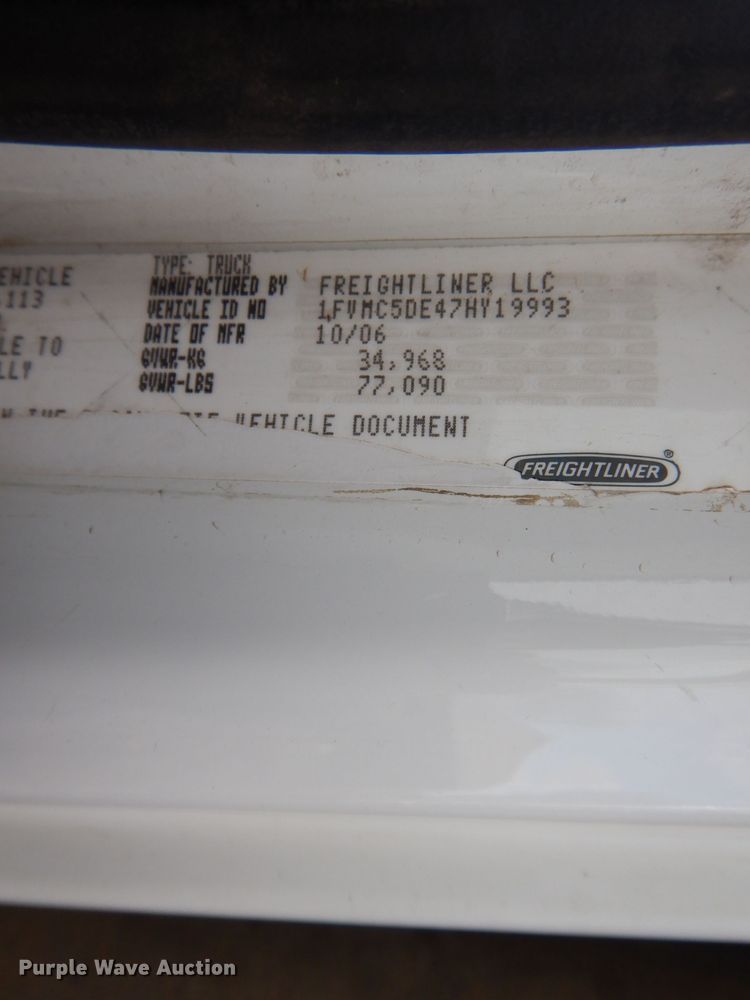 TYPE: TRUCK
EHICLE MANUFACTURED BY FREIGHTLINER LLC
113 VEHICLE ID NO 1FVMC5DE47HY19993
LE TO DATE OF MFR 10/06
LLY GVWR-KG 34,968
GVWR-LBS 77,090
VEHICLE DOCUMENT
FREIGHTLINER®
Purple Wave Auction